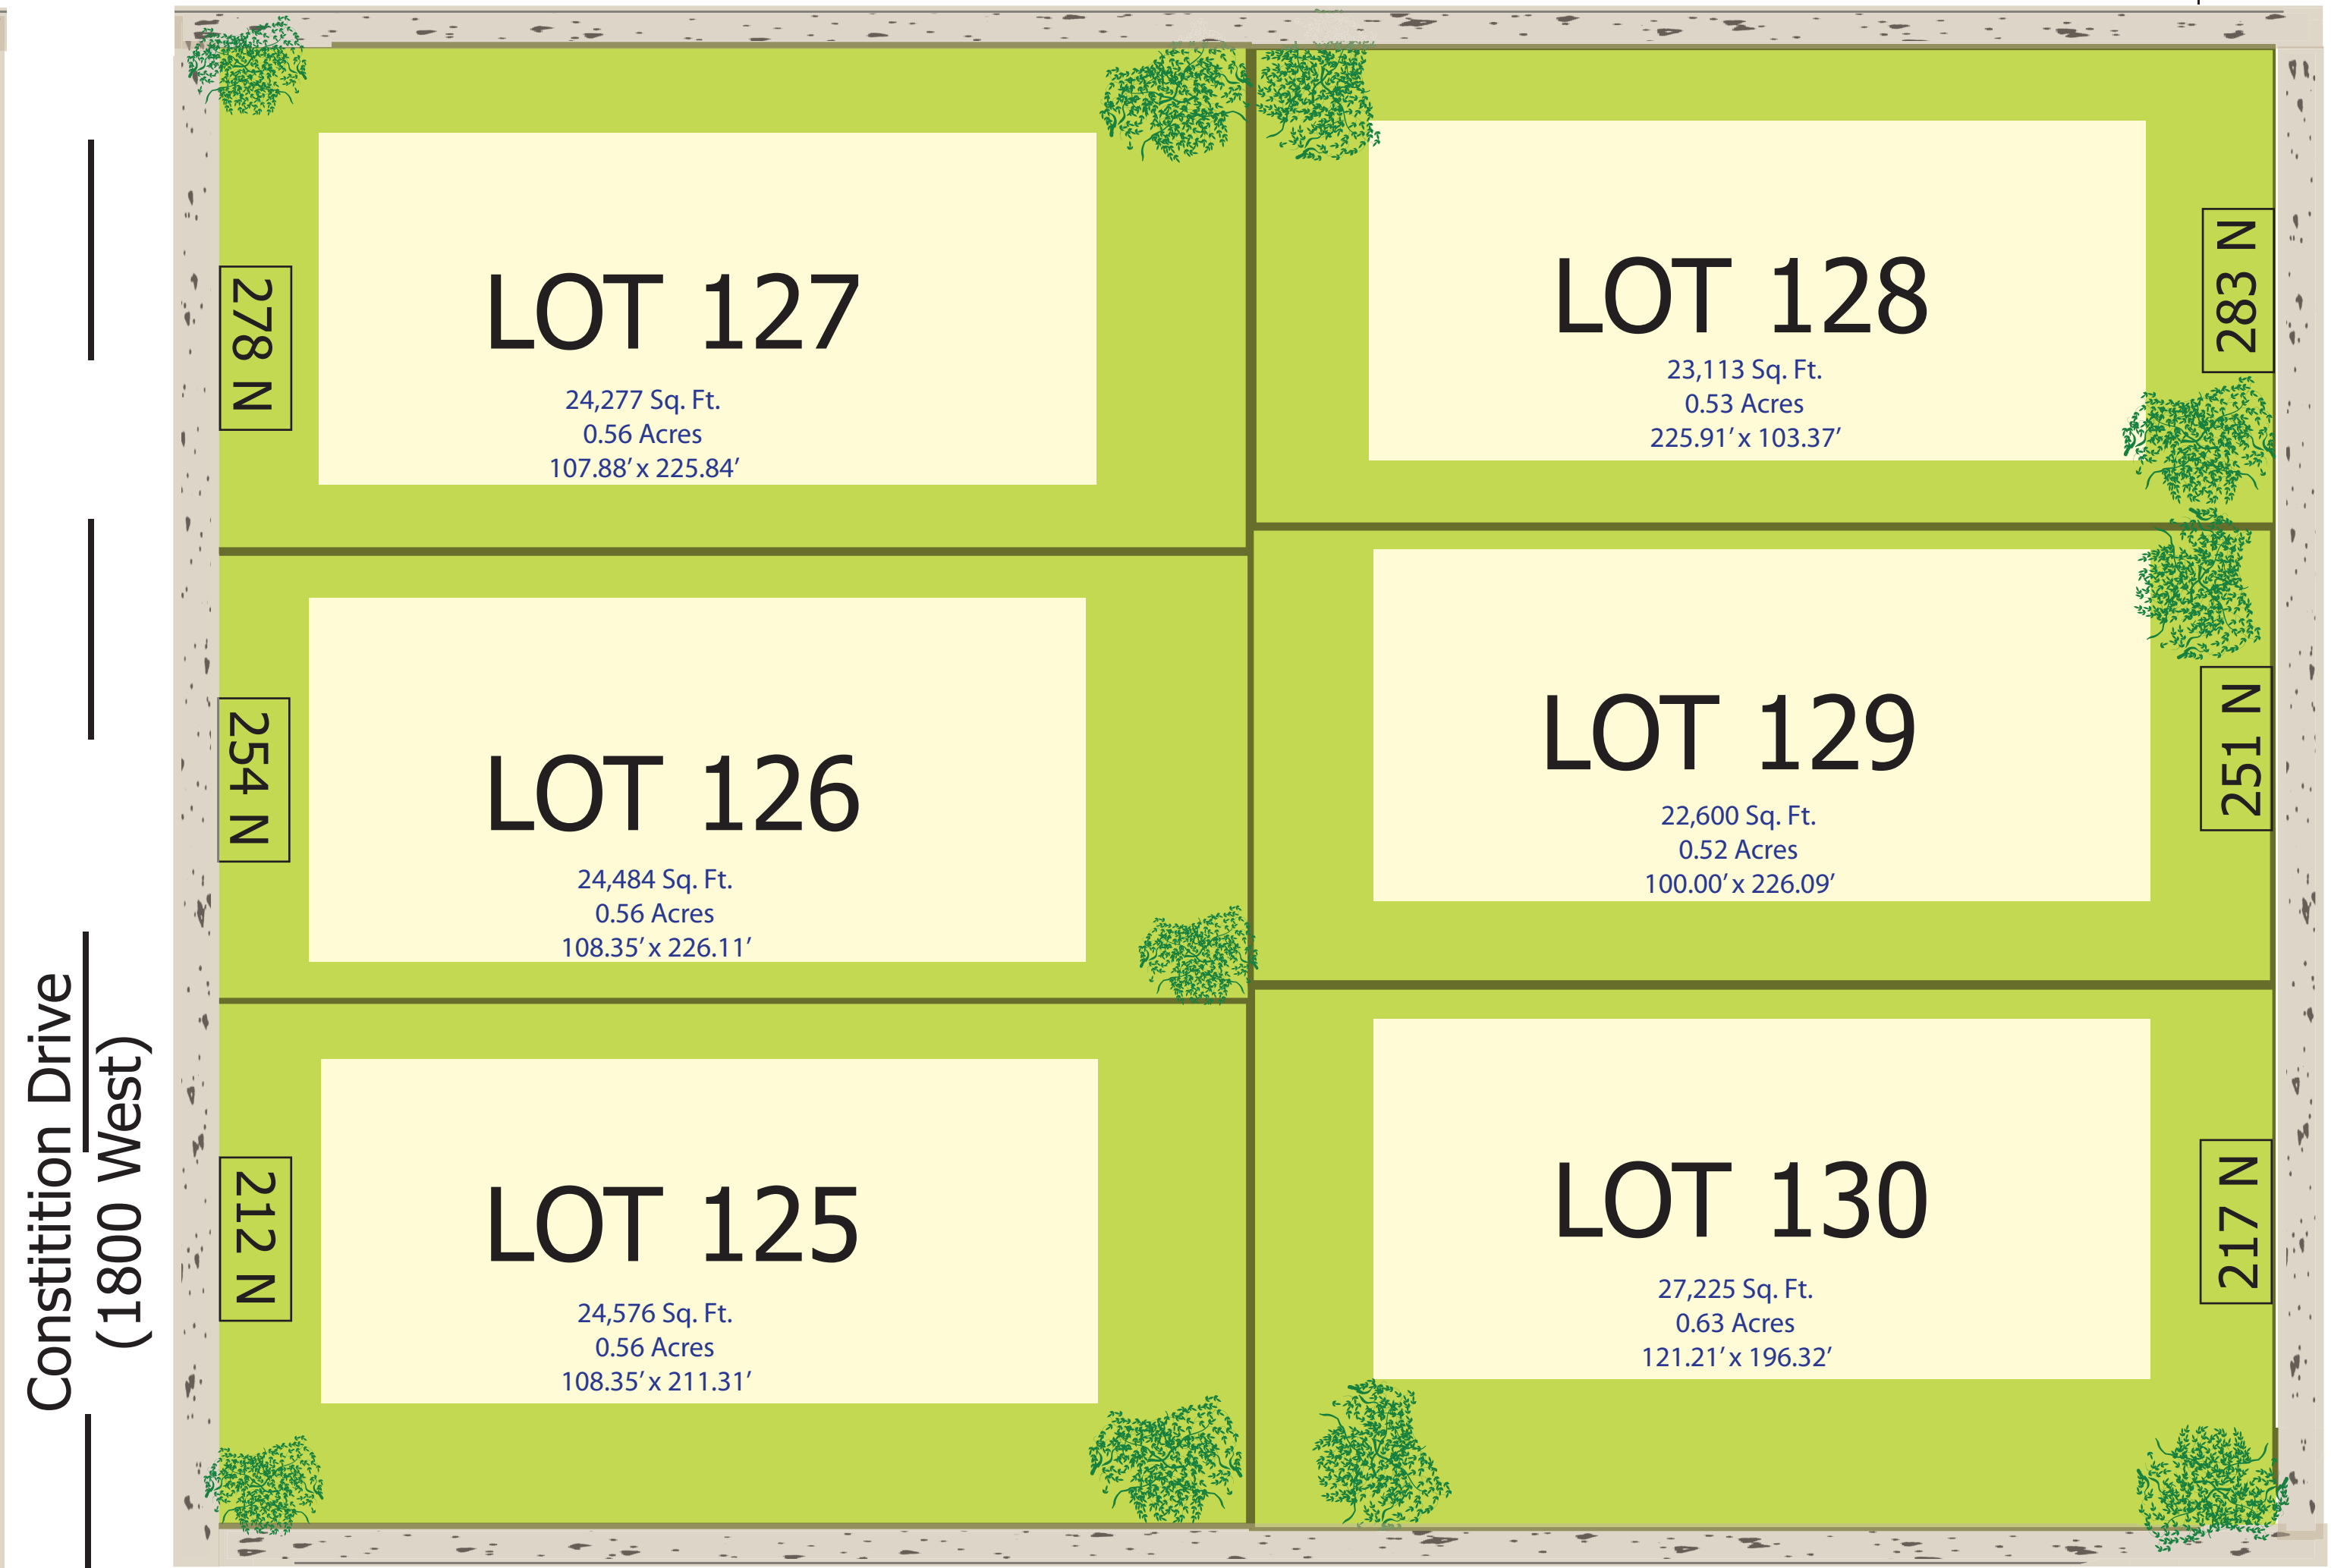 Constitition Drive
(1800 West)
278 N
LOT 127
24,277 Sq. Ft.
0.56 Acres
107.88’ x 225.84’
LOT 128
23,113 Sq. Ft.
0.53 Acres
225.91’ x 103.37’
283 N
254 N
LOT 126
24,484 Sq. Ft.
0.56 Acres
108.35’ x 226.11’
LOT 129
22,600 Sq. Ft.
0.52 Acres
100.00’ x 226.09’
251 N
212 N
LOT 125
24,576 Sq. Ft.
0.56 Acres
108.35’ x 211.31’
LOT 130
27,225 Sq. Ft.
0.63 Acres
121.21’ x 196.32’
217 N